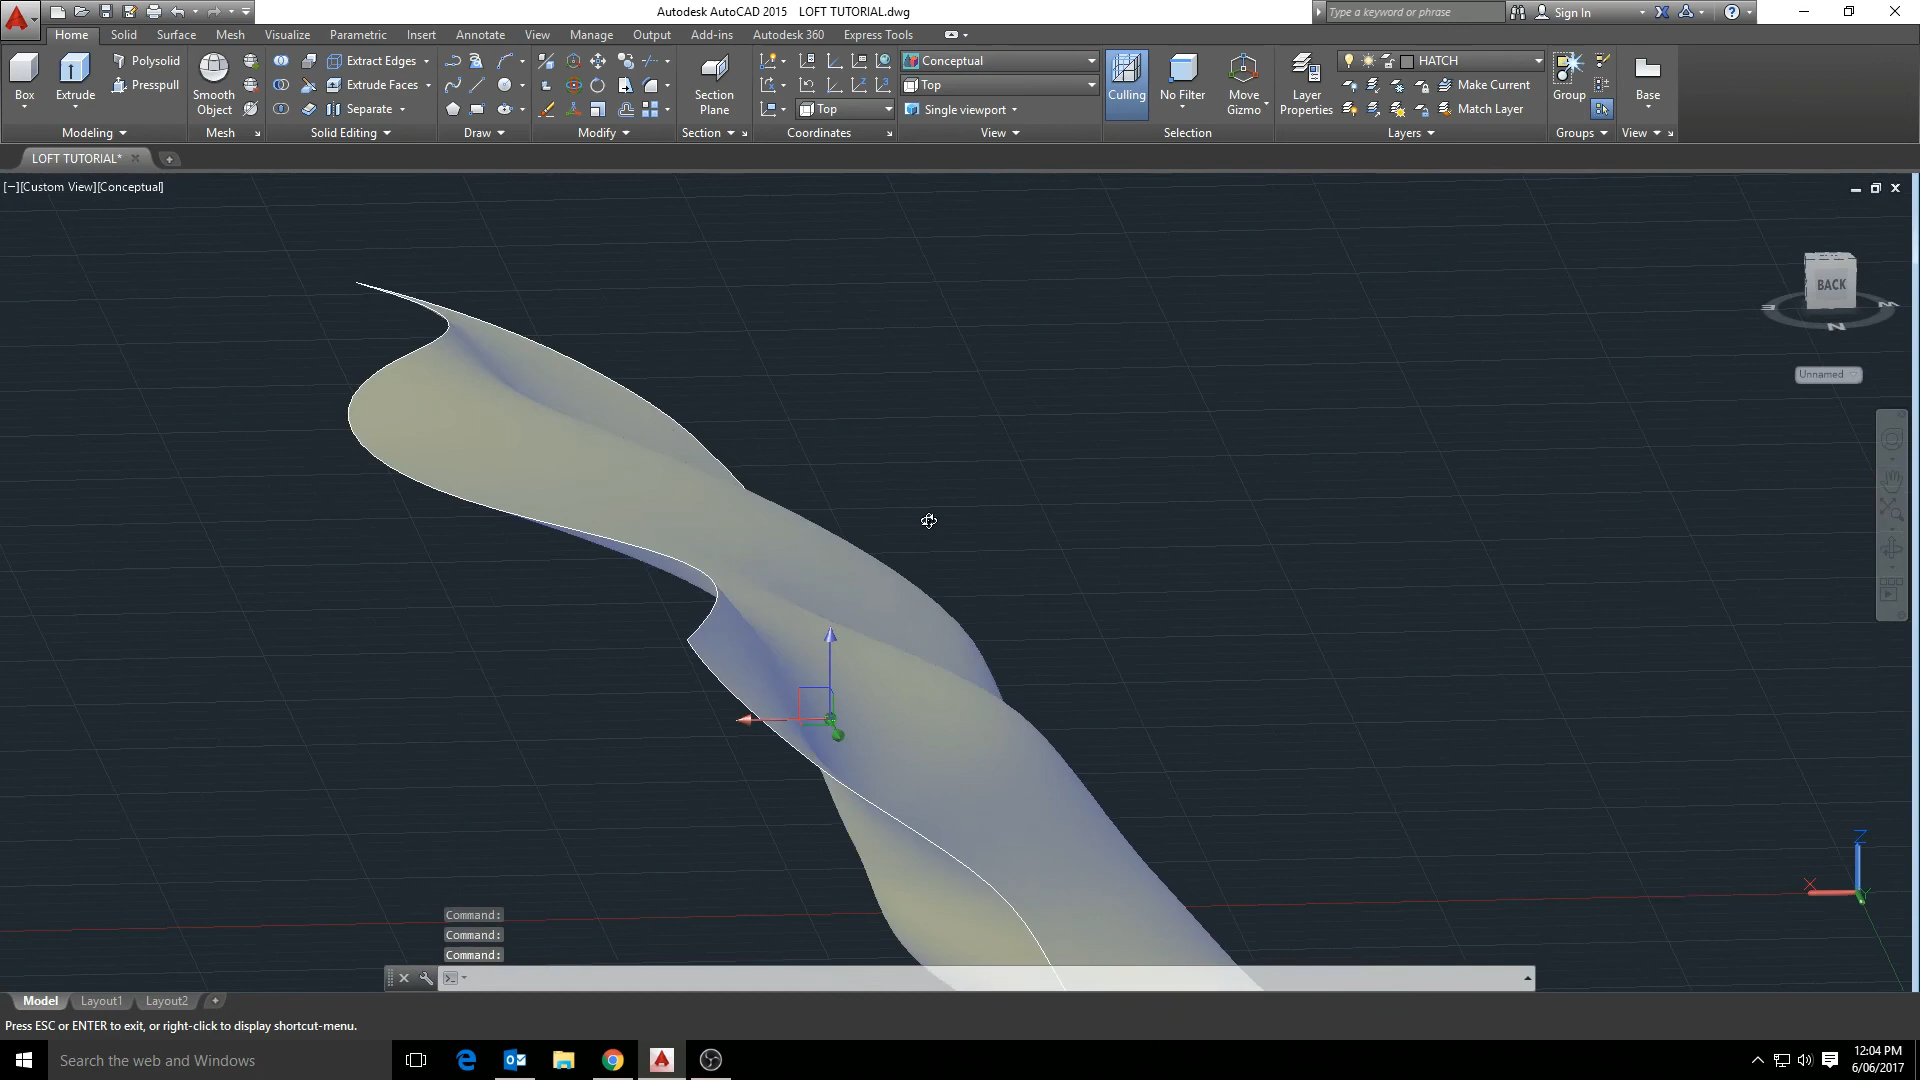 Autodesk AutoCAD 2015 LOFT TUTORIAL.dwg
Type a keyword or phrase
Sign In
Home Solid Surface Mesh Visualize Parametric Insert Annotate View Manage Output Add-ins Autodesk 360 Express Tools
Box
Extrude
Polysolid
Presspull
Modeling
Smooth Object
Mesh
Extract Edges
Extrude Faces
Separate
Solid Editing
Draw
Modify
Section Plane
Section
Top
Coordinates
Conceptual
Top
Single viewport
View
Culling
No Filter
Move Gizmo
Selection
Layer Properties
HATCH
Make Current
Match Layer
Layers
Group
Groups
Base
View
LOFT TUTORIAL*
[−][Custom View][Conceptual]
BACK
N
Unnamed
Z
X
Command:
Command:
Command:
Model Layout1 Layout2
Press ESC or ENTER to exit, or right-click to display shortcut-menu.
Search the web and Windows
12:04 PM
6/06/2017